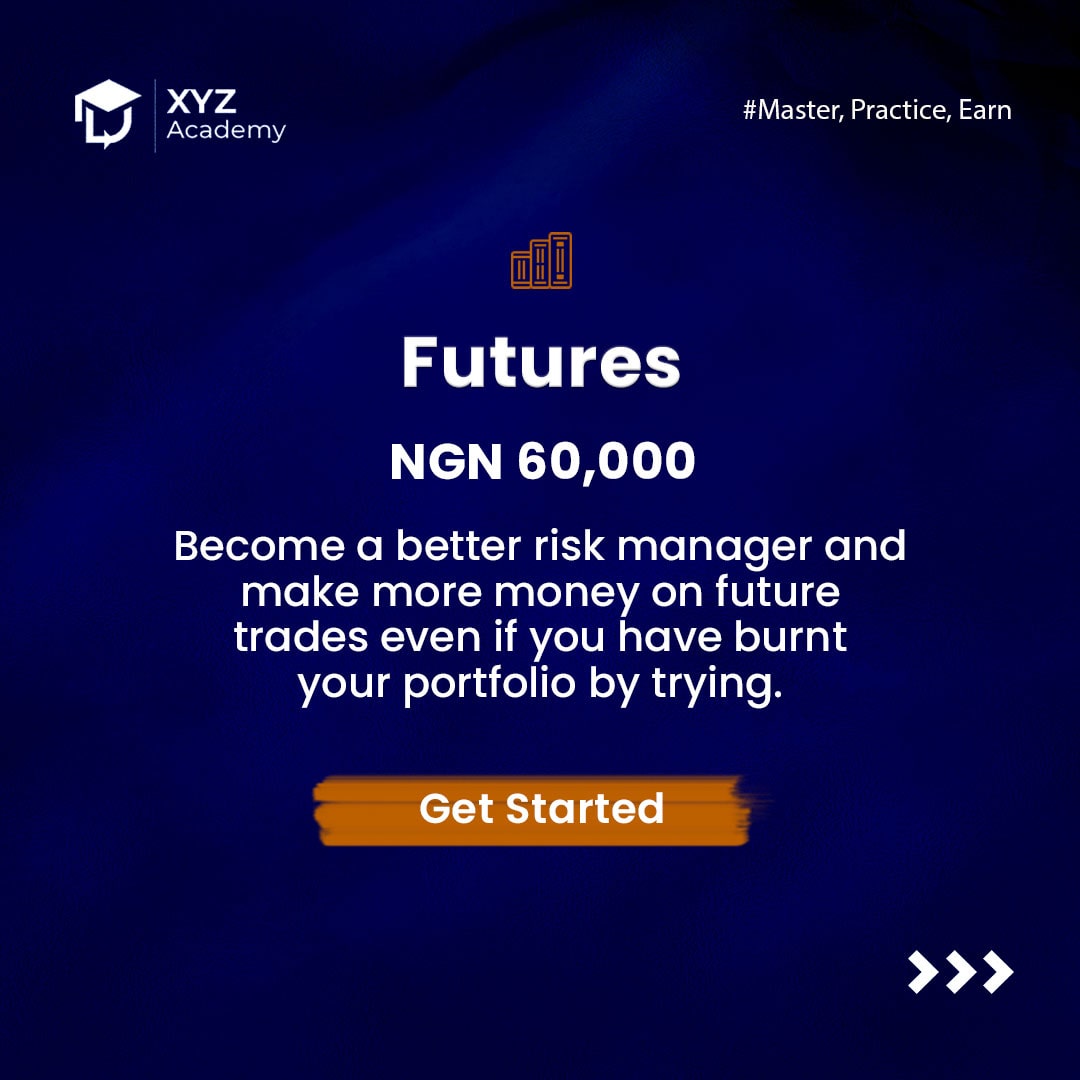 XYZ
Academy
#Master, Practice, Earn
Futures
NGN 60,000
Become a better risk manager and
make more money on future
trades even if you have burnt
your portfolio by trying.
Get Started